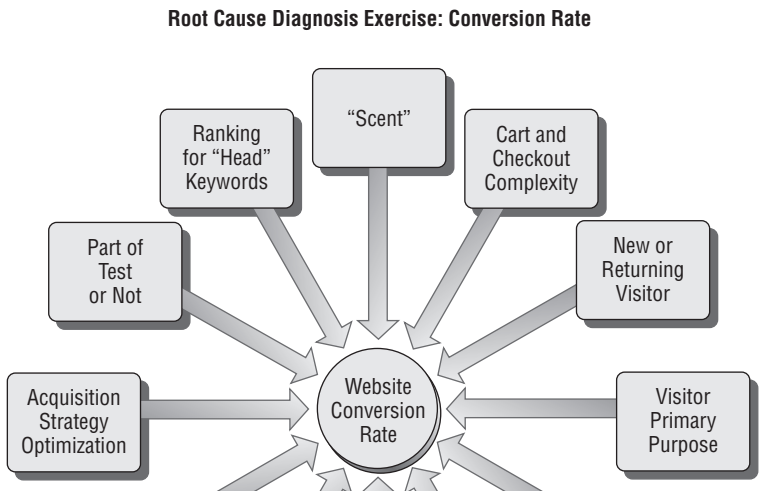 Root Cause Diagnosis Exercise: Conversion Rate
“Scent”
Ranking
for “Head”
Keywords
Cart and
Checkout
Complexity
Part of
Test
or Not
New or
Returning
Visitor
Acquisition
Strategy
Optimization
Website
Conversion
Rate
Visitor
Primary
Purpose